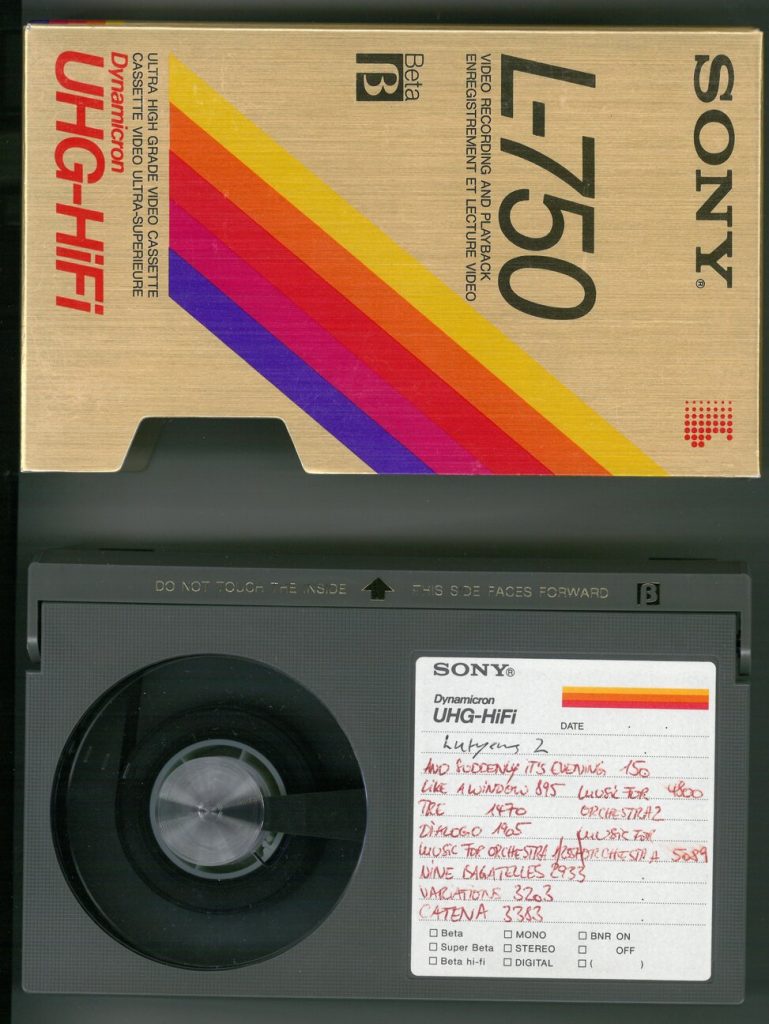 SONY®
L-750
VIDEO RECORDING AND PLAYBACK
ENREGISTREMENT ET LECTURE VIDEO
Beta
B
ULTRA HIGH GRADE VIDEO CASSETTE
CASSETTE VIDEO ULTRA-SUPERIEURE
Dynamicron
UHG-HiFi
DO NOT TOUCH THE INSIDE THIS SIDE FACES FORWARD B
SONY®
Dynamicron
UHG-HiFi
DATE . .
Lutyens 2
AND SUDDENLY IT'S EVENING 150
LIKE A WINDOW 895 MUSIC FOR 4800
TRE 1470 ORCHESTRA 2
DIALOGO 1905 MUSIC FOR
MUSIC FOR ORCHESTRA ORCHESTRA 5089
NINE BAGATELLES 2933
VARIATIONS 3203
CATENA 3383
Beta MONO BNR ON
Super Beta STEREO OFF
Beta hi-fi DIGITAL ( )